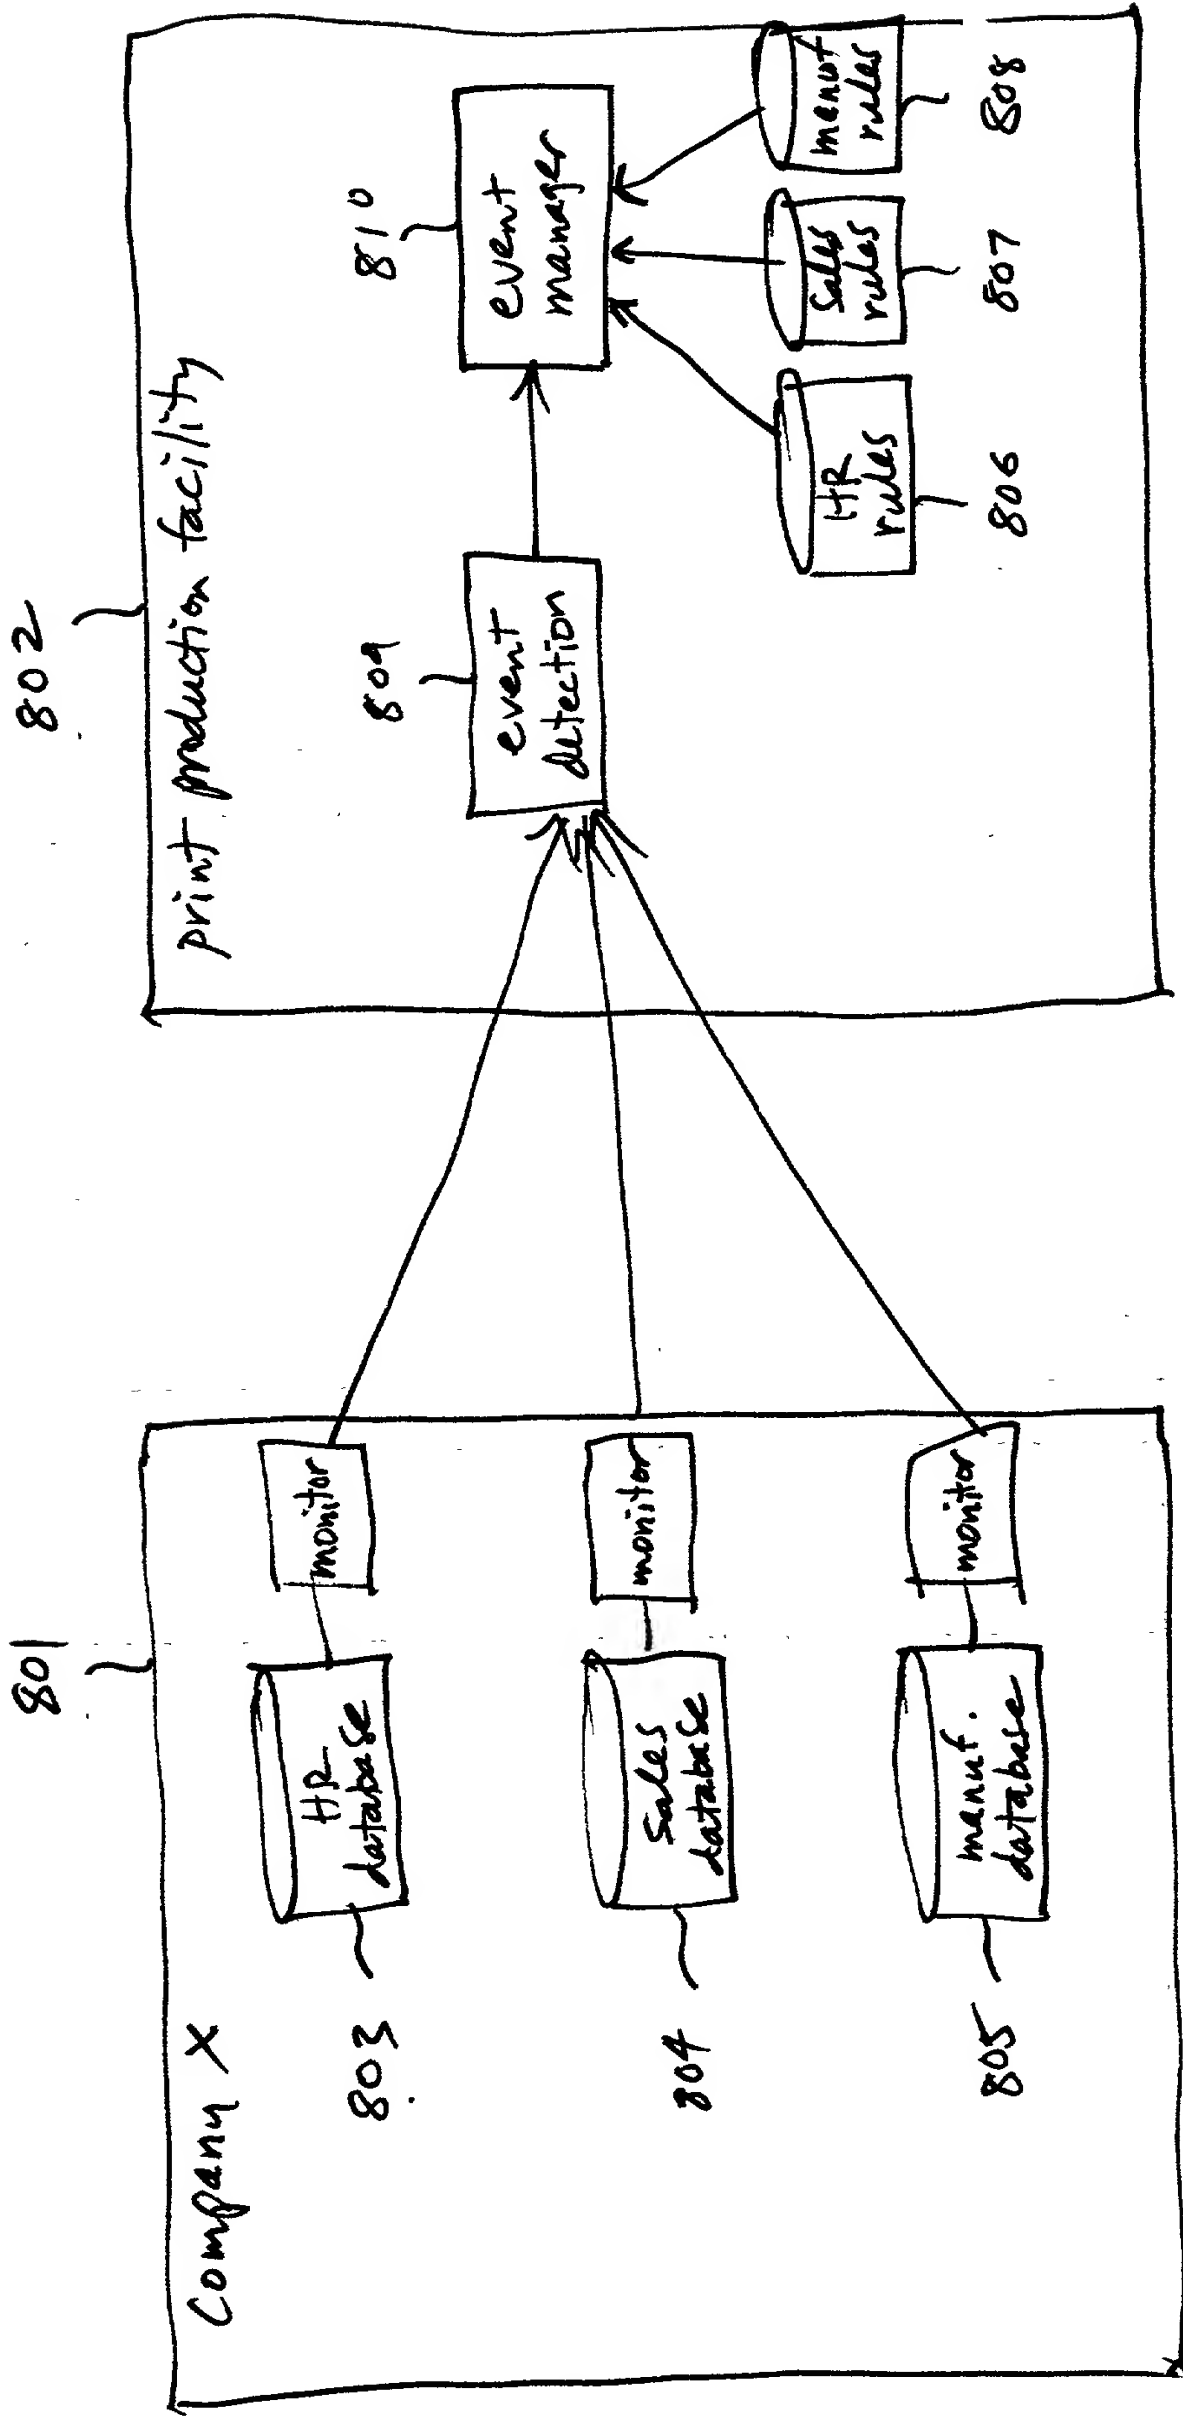 801
Company X
803
HR
database
monitor
804
Sales
database
monitor
805
manuf.
database
monitor
802
print production facility
809
event
detection
810
event
manager
HR
rules
806
Sales
rules
807
manuf
rules
808